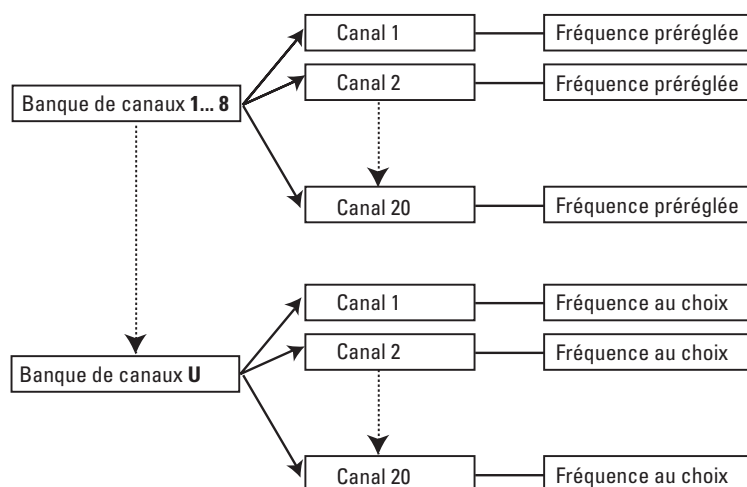 Canal 1 Fréquence préréglée
Canal 2 Fréquence préréglée
Banque de canaux 1... 8
Canal 20 Fréquence préréglée
Canal 1 Fréquence au choix
Canal 2 Fréquence au choix
Banque de canaux U
Canal 20 Fréquence au choix